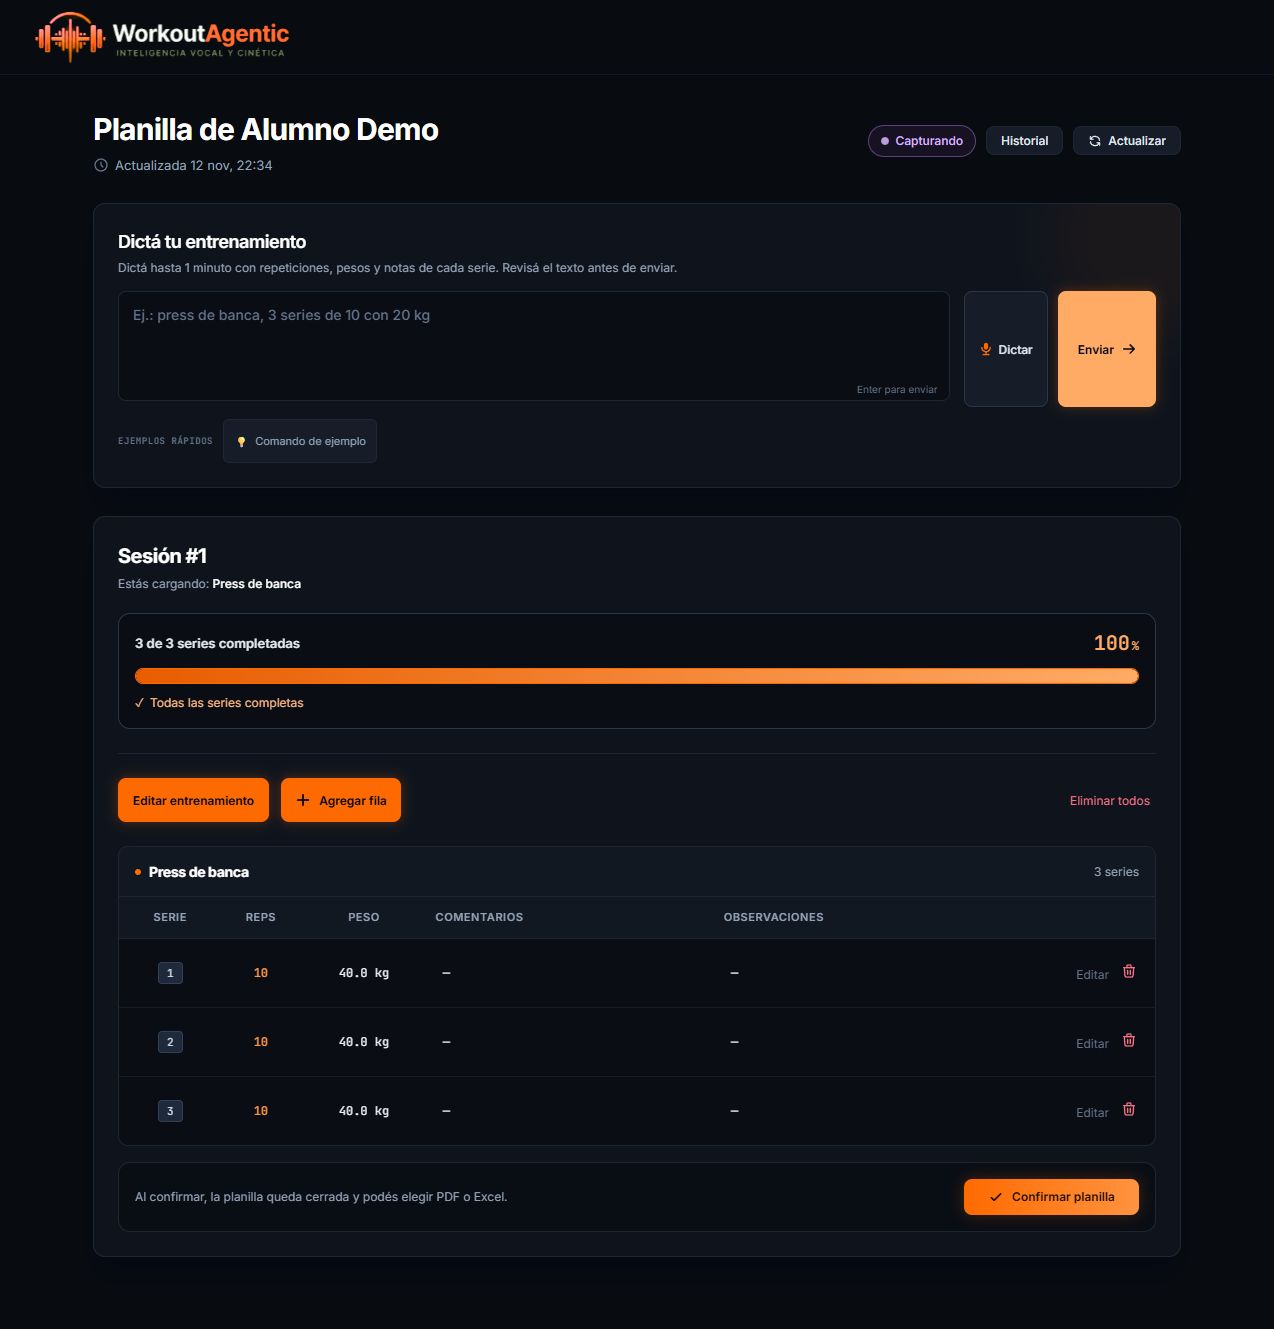 WorkoutAgentic
INTELIGENCIA VOCAL Y CINÉTICA
Planilla de Alumno Demo
Actualizada 12 nov, 22:34
Capturando
Historial
Actualizar
Dictá tu entrenamiento
Dictá hasta 1 minuto con repeticiones, pesos y notas de cada serie. Revisá el texto antes de enviar.
Ej.: press de banca, 3 series de 10 con 20 kg
Enter para enviar
Dictar
Enviar →
EJEMPLOS RÁPIDOS
Comando de ejemplo
Sesión #1
Estás cargando: Press de banca
3 de 3 series completadas
100%
✓ Todas las series completas
Editar entrenamiento
+ Agregar fila
Eliminar todos
Press de banca
3 series
SERIE REPS PESO COMENTARIOS OBSERVACIONES
1 10 40.0 kg — — Editar
2 10 40.0 kg — — Editar
3 10 40.0 kg — — Editar
Al confirmar, la planilla queda cerrada y podés elegir PDF o Excel.
✓ Confirmar planilla